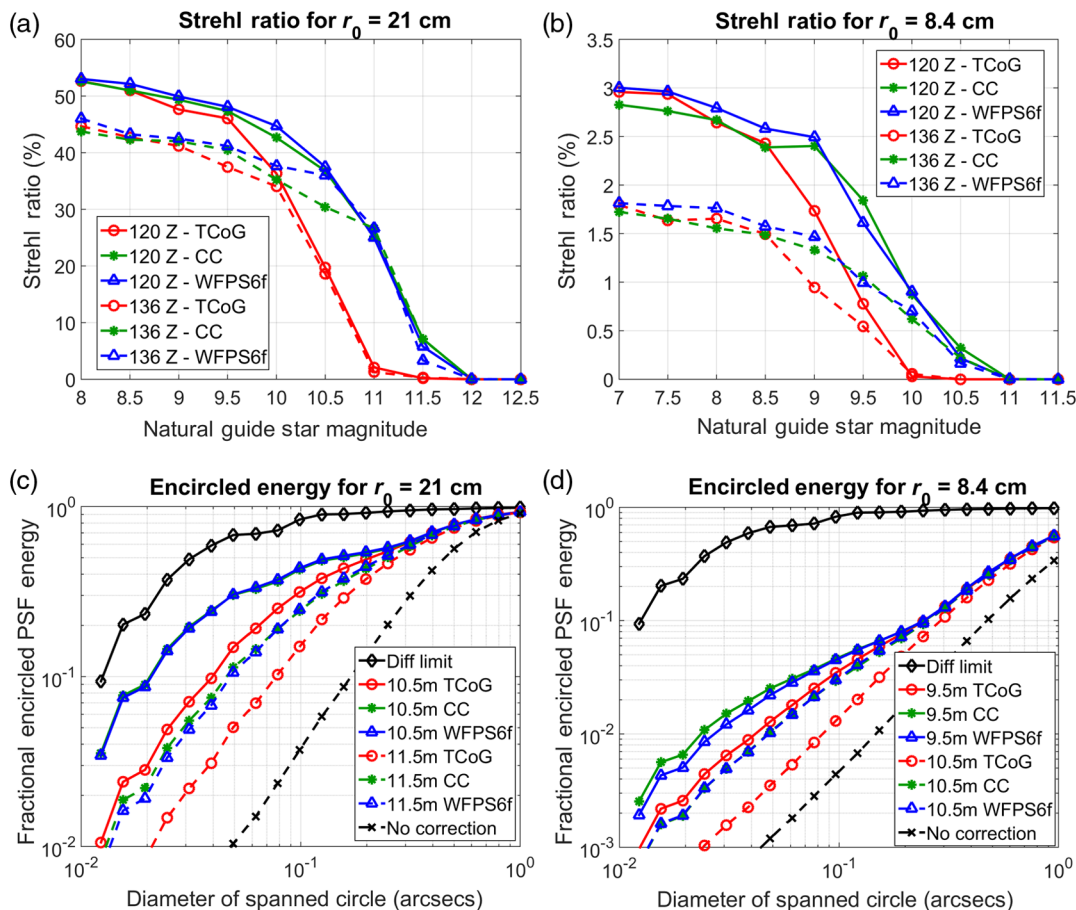 (a)
Strehl ratio for r0 = 21 cm
Strehl ratio (%)
60
50
40
30
20
10
0
120 Z - TCoG
120 Z - CC
120 Z - WFPS6f
136 Z - TCoG
136 Z - CC
136 Z - WFPS6f
8 8.5 9 9.5 10 10.5 11 11.5 12 12.5
Natural guide star magnitude
(b)
Strehl ratio for r0 = 8.4 cm
Strehl ratio (%)
3.5
3
2.5
2
1.5
1
0.5
0
120 Z - TCoG
120 Z - CC
120 Z - WFPS6f
136 Z - TCoG
136 Z - CC
136 Z - WFPS6f
7 7.5 8 8.5 9 9.5 10 10.5 11 11.5
Natural guide star magnitude
(c)
Encircled energy for r0 = 21 cm
Fractional encircled PSF energy
10^0
10^-1
10^-2
Diff limit
10.5m TCoG
10.5m CC
10.5m WFPS6f
11.5m TCoG
11.5m CC
11.5m WFPS6f
No correction
10^-2 10^-1 10^0
Diameter of spanned circle (arcsecs)
(d)
Encircled energy for r0 = 8.4 cm
Fractional encircled PSF energy
10^0
10^-1
10^-2
10^-3
Diff limit
9.5m TCoG
9.5m CC
9.5m WFPS6f
10.5m TCoG
10.5m CC
10.5m WFPS6f
No correction
10^-2 10^-1 10^0
Diameter of spanned circle (arcsecs)